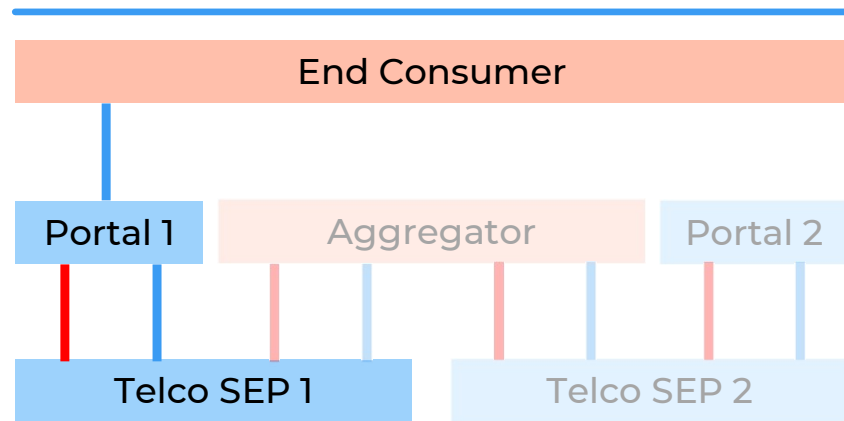 End Consumer
Portal 1
Aggregator
Portal 2
Telco SEP 1
Telco SEP 2